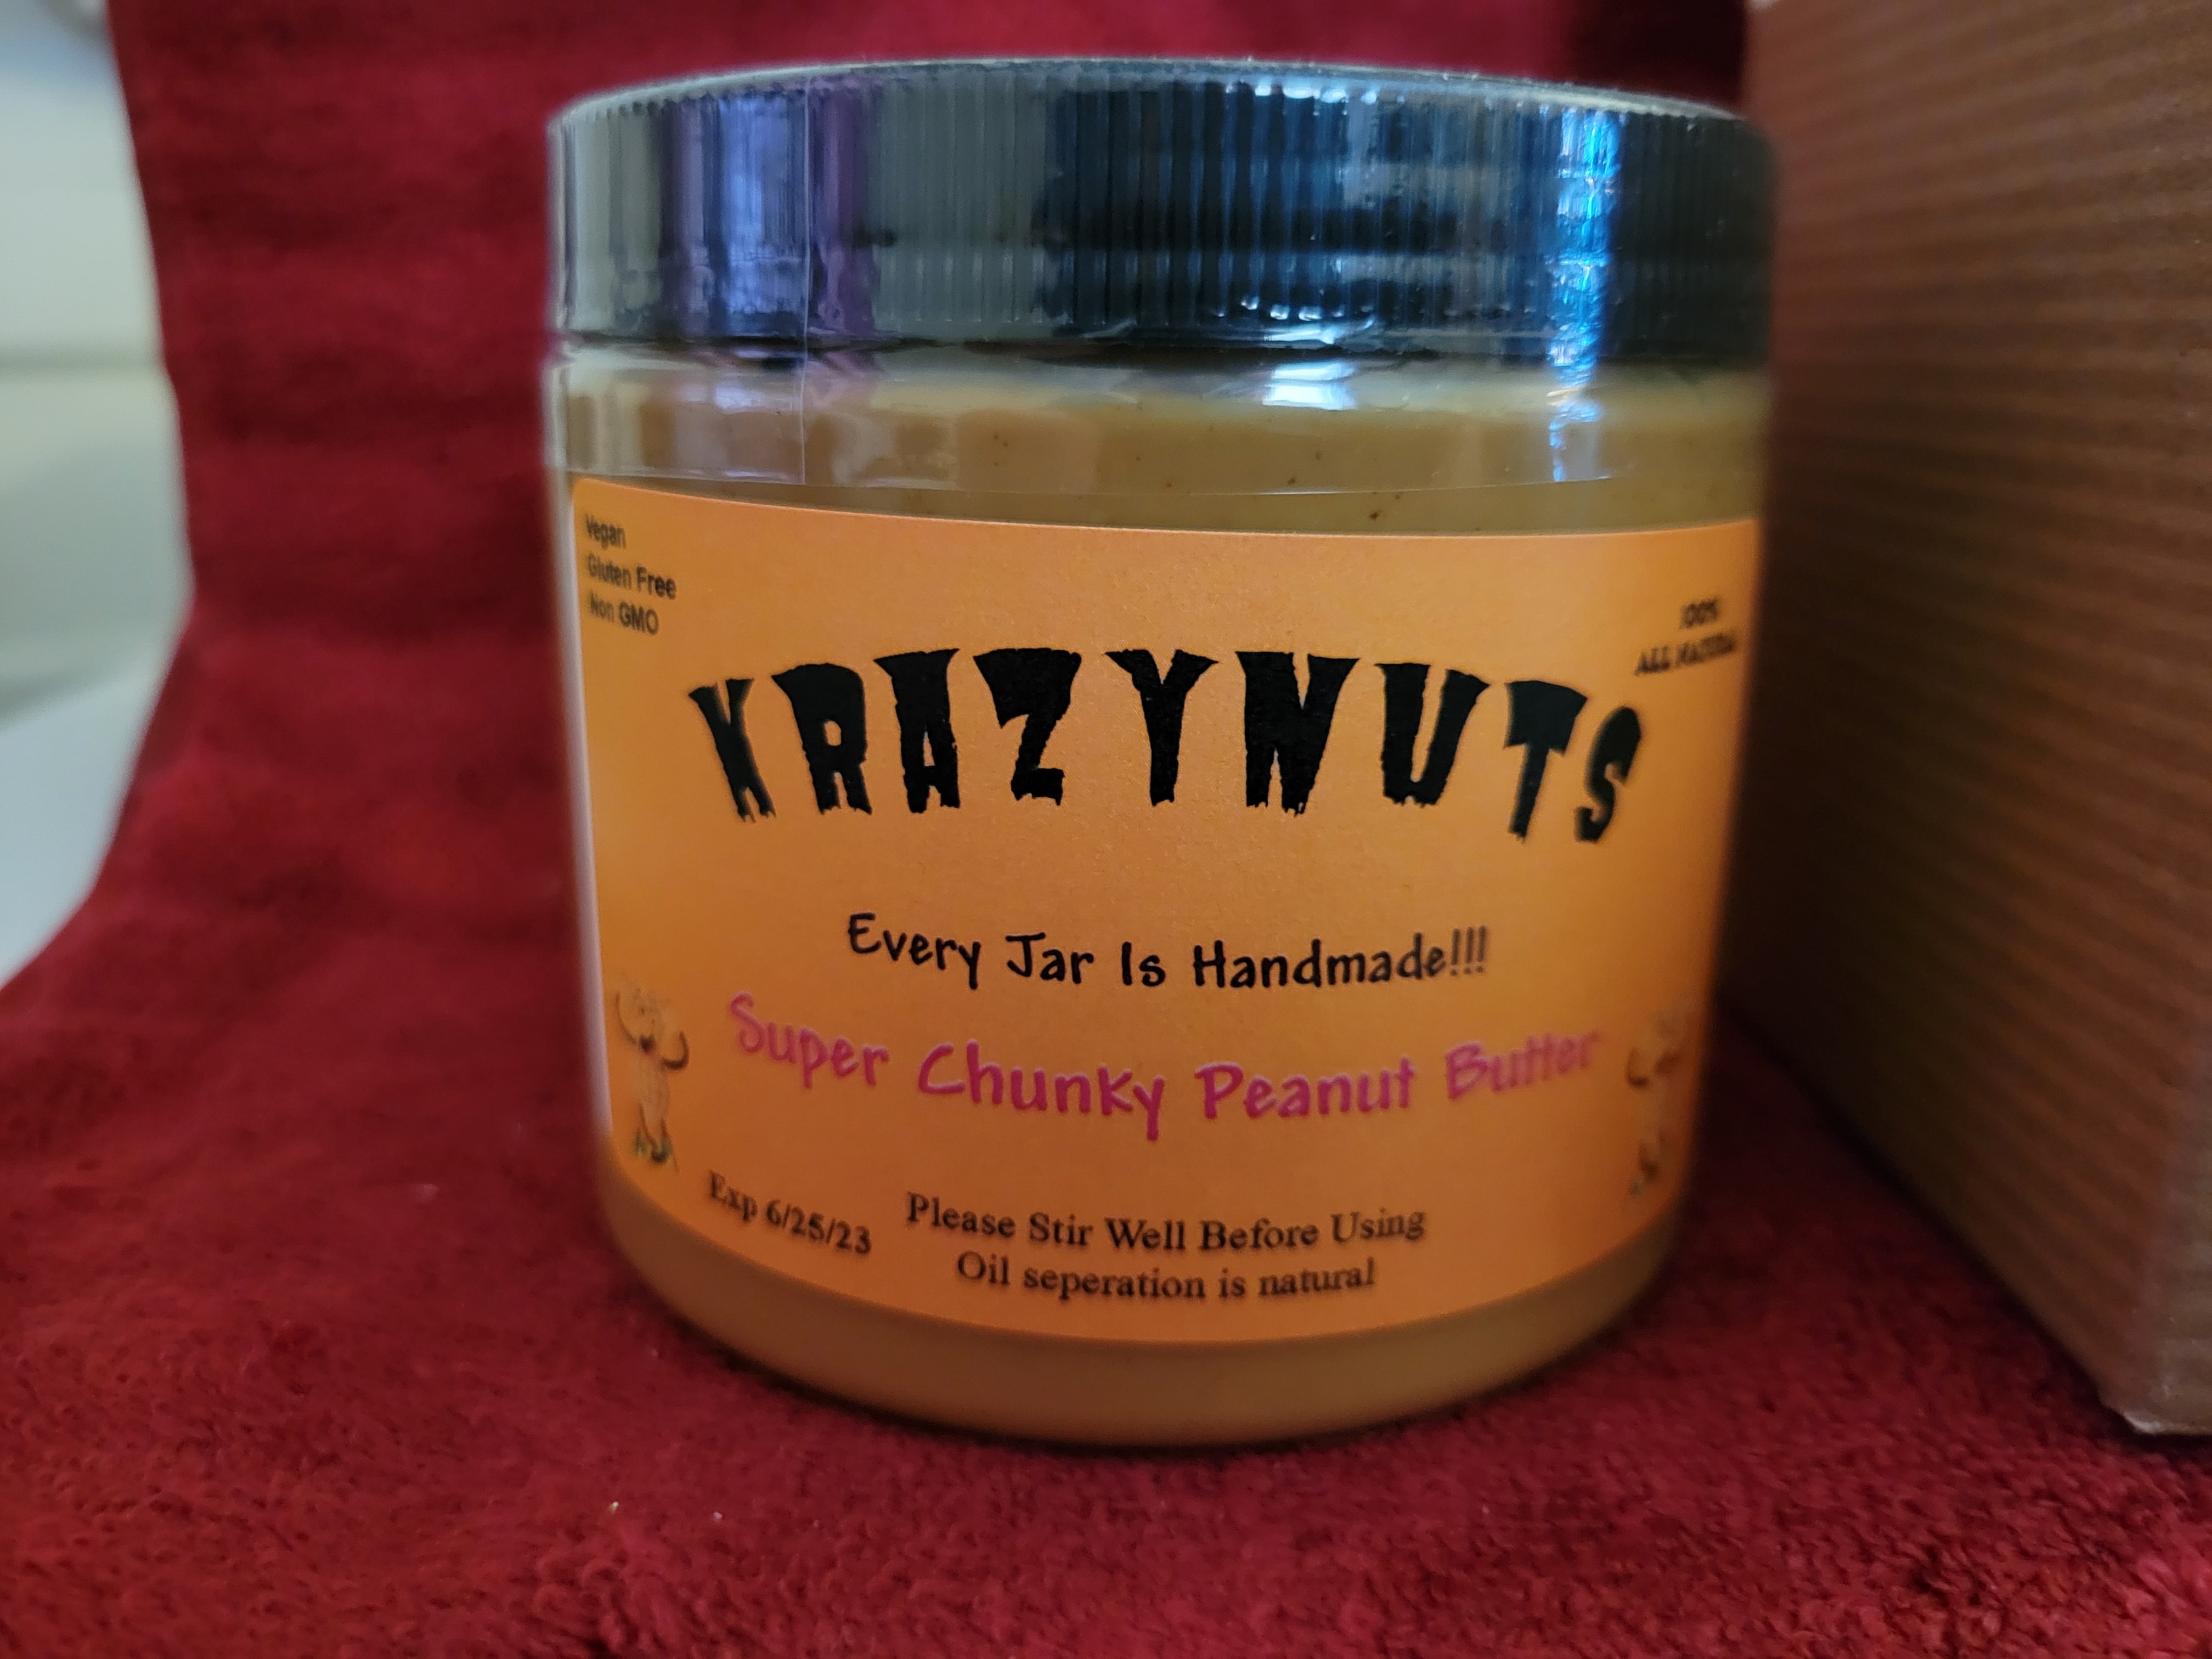 Vegan
Gluten Free
Non GMO
100%
ALL NATURAL
KRAZYNUTS
Every Jar Is Handmade!!!
Super Chunky Peanut Butter
Exp 6/25/23
Please Stir Well Before Using
Oil seperation is natural